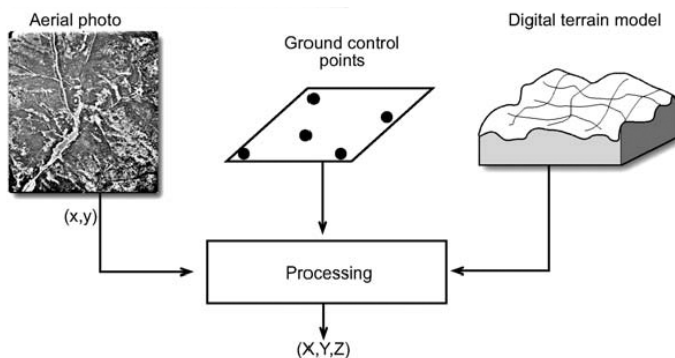 Aerial photo
Ground control
points
Digital terrain model
(x,y)
Processing
(X,Y,Z)